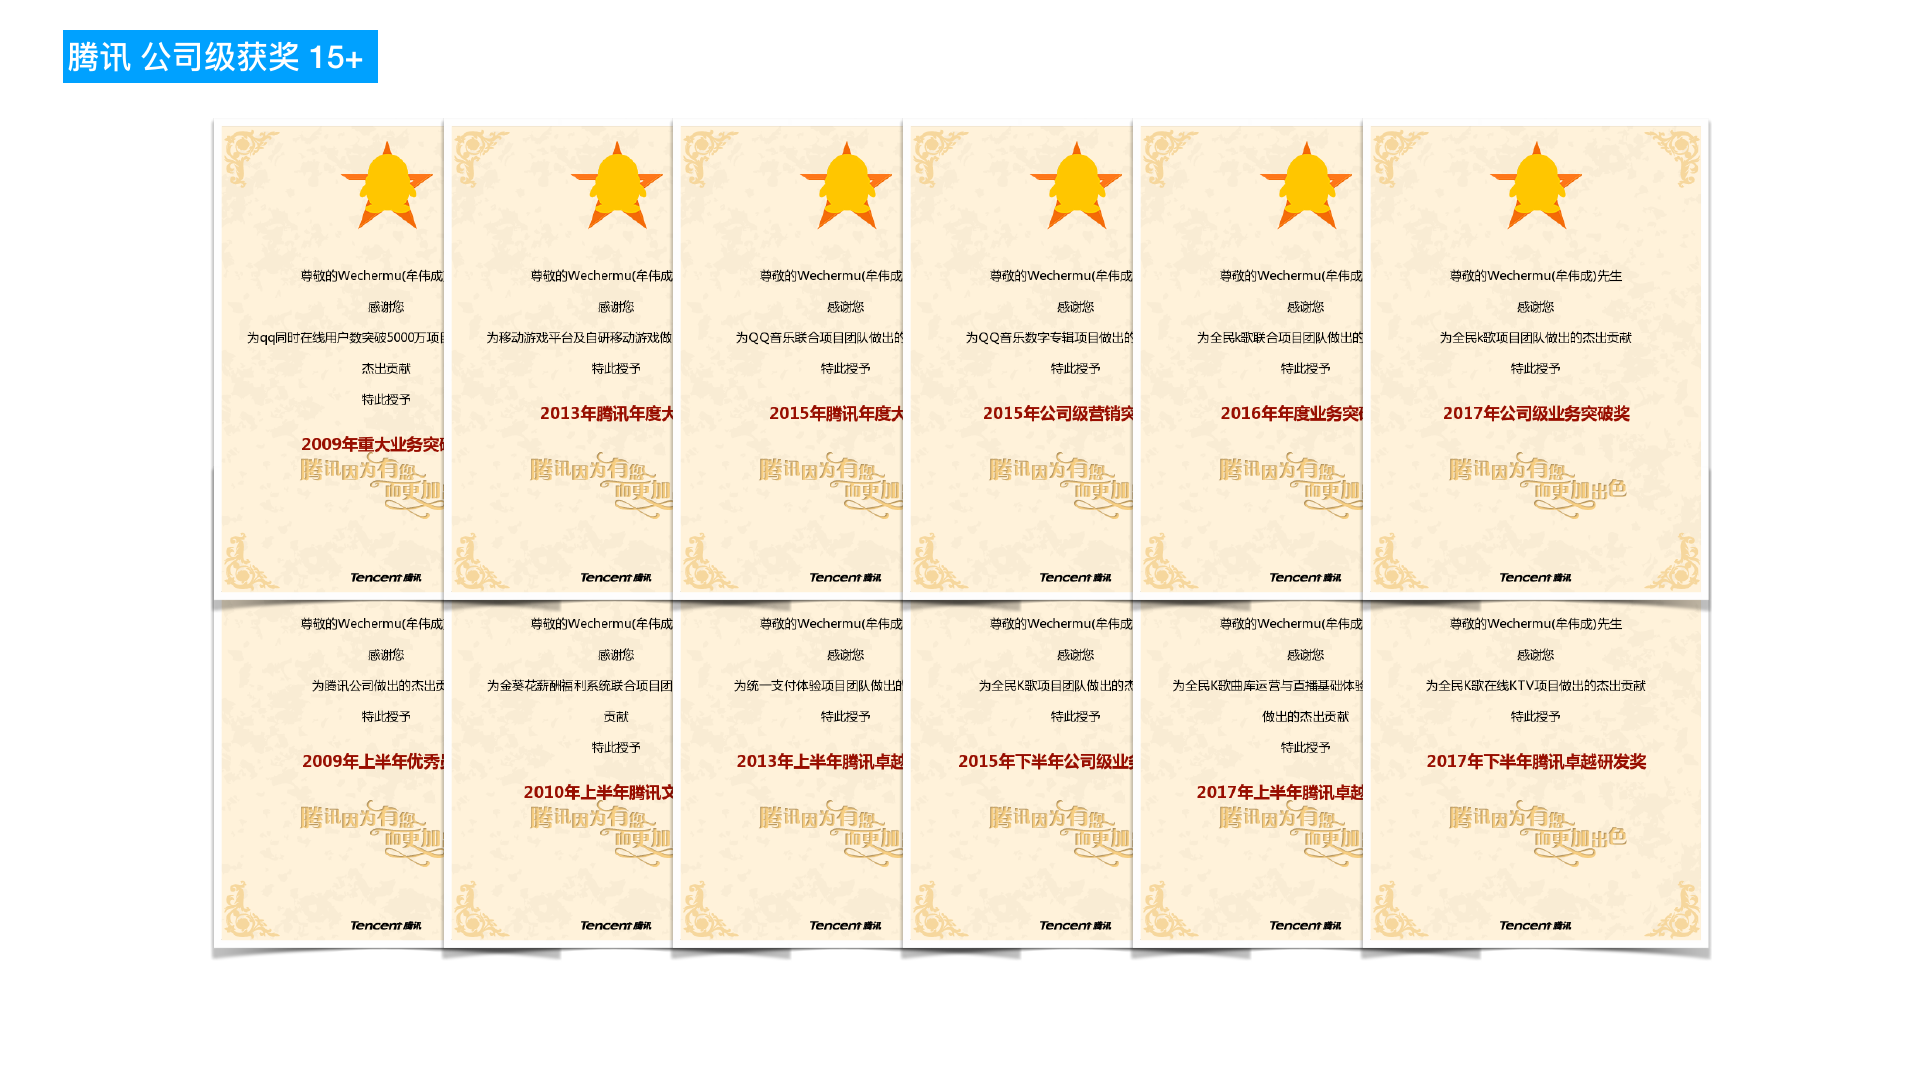 腾讯 公司级获奖 15+
尊敬的Wechermu(牟伟成)
感谢您
为qq同时在线用户数突破5000万项目
杰出贡献
特此授予
2009年重大业务突破
腾讯因为有您
而更加
Tencent 腾讯
尊敬的Wechermu(牟伟成
感谢您
为移动游戏平台及自研移动游戏做
特此授予
2013年腾讯年度大
腾讯因为有您
而更加
Tencent 腾讯
尊敬的Wechermu(牟伟成
感谢您
为QQ音乐联合项目团队做出的
特此授予
2015年腾讯年度大
腾讯因为有您
而更加
Tencent 腾讯
尊敬的Wechermu(牟伟成
感谢您
为QQ音乐数字专辑项目做出的
特此授予
2015年公司级营销突
腾讯因为有您
而更加
Tencent 腾讯
尊敬的Wechermu(牟伟成
感谢您
为全民k歌联合项目团队做出的
特此授予
2016年年度业务突破
腾讯因为有您
而更加
Tencent 腾讯
尊敬的Wechermu(牟伟成)先生
感谢您
为全民k歌项目团队做出的杰出贡献
特此授予
2017年公司级业务突破奖
腾讯因为有您
而更加出色
Tencent 腾讯
尊敬的Wechermu(牟伟成)
感谢您
为腾讯公司做出的杰出贡
特此授予
2009年上半年优秀员
腾讯因为有您
而更加
Tencent 腾讯
尊敬的Wechermu(牟伟成
感谢您
为金葵花薪酬福利系统联合项目团
贡献
特此授予
2010年上半年腾讯文
腾讯因为有您
而更加
Tencent 腾讯
尊敬的Wechermu(牟伟成
感谢您
为统一支付体验项目团队做出的
特此授予
2013年上半年腾讯卓越
腾讯因为有您
而更加
Tencent 腾讯
尊敬的Wechermu(牟伟成
感谢您
为全民K歌项目团队做出的杰
特此授予
2015年下半年公司级业务
腾讯因为有您
而更加
Tencent 腾讯
尊敬的Wechermu(牟伟成
感谢您
为全民K歌曲库运营与直播基础体验
做出的杰出贡献
特此授予
2017年上半年腾讯卓越
腾讯因为有您
而更加
Tencent 腾讯
尊敬的Wechermu(牟伟成)先生
感谢您
为全民K歌在线KTV项目做出的杰出贡献
特此授予
2017年下半年腾讯卓越研发奖
腾讯因为有您
而更加出色
Tencent 腾讯